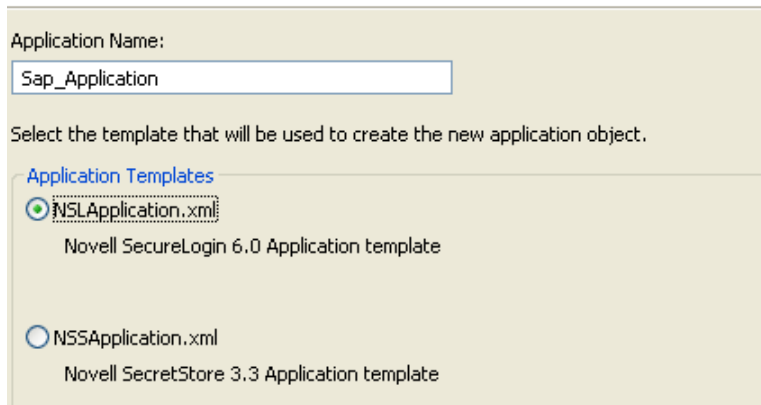 Application Name:
Sap_Application
Select the template that will be used to create the new application object.
Application Templates
NSLApplication.xml
Novell SecureLogin 6.0 Application template
NSSApplication.xml
Novell SecretStore 3.3 Application template